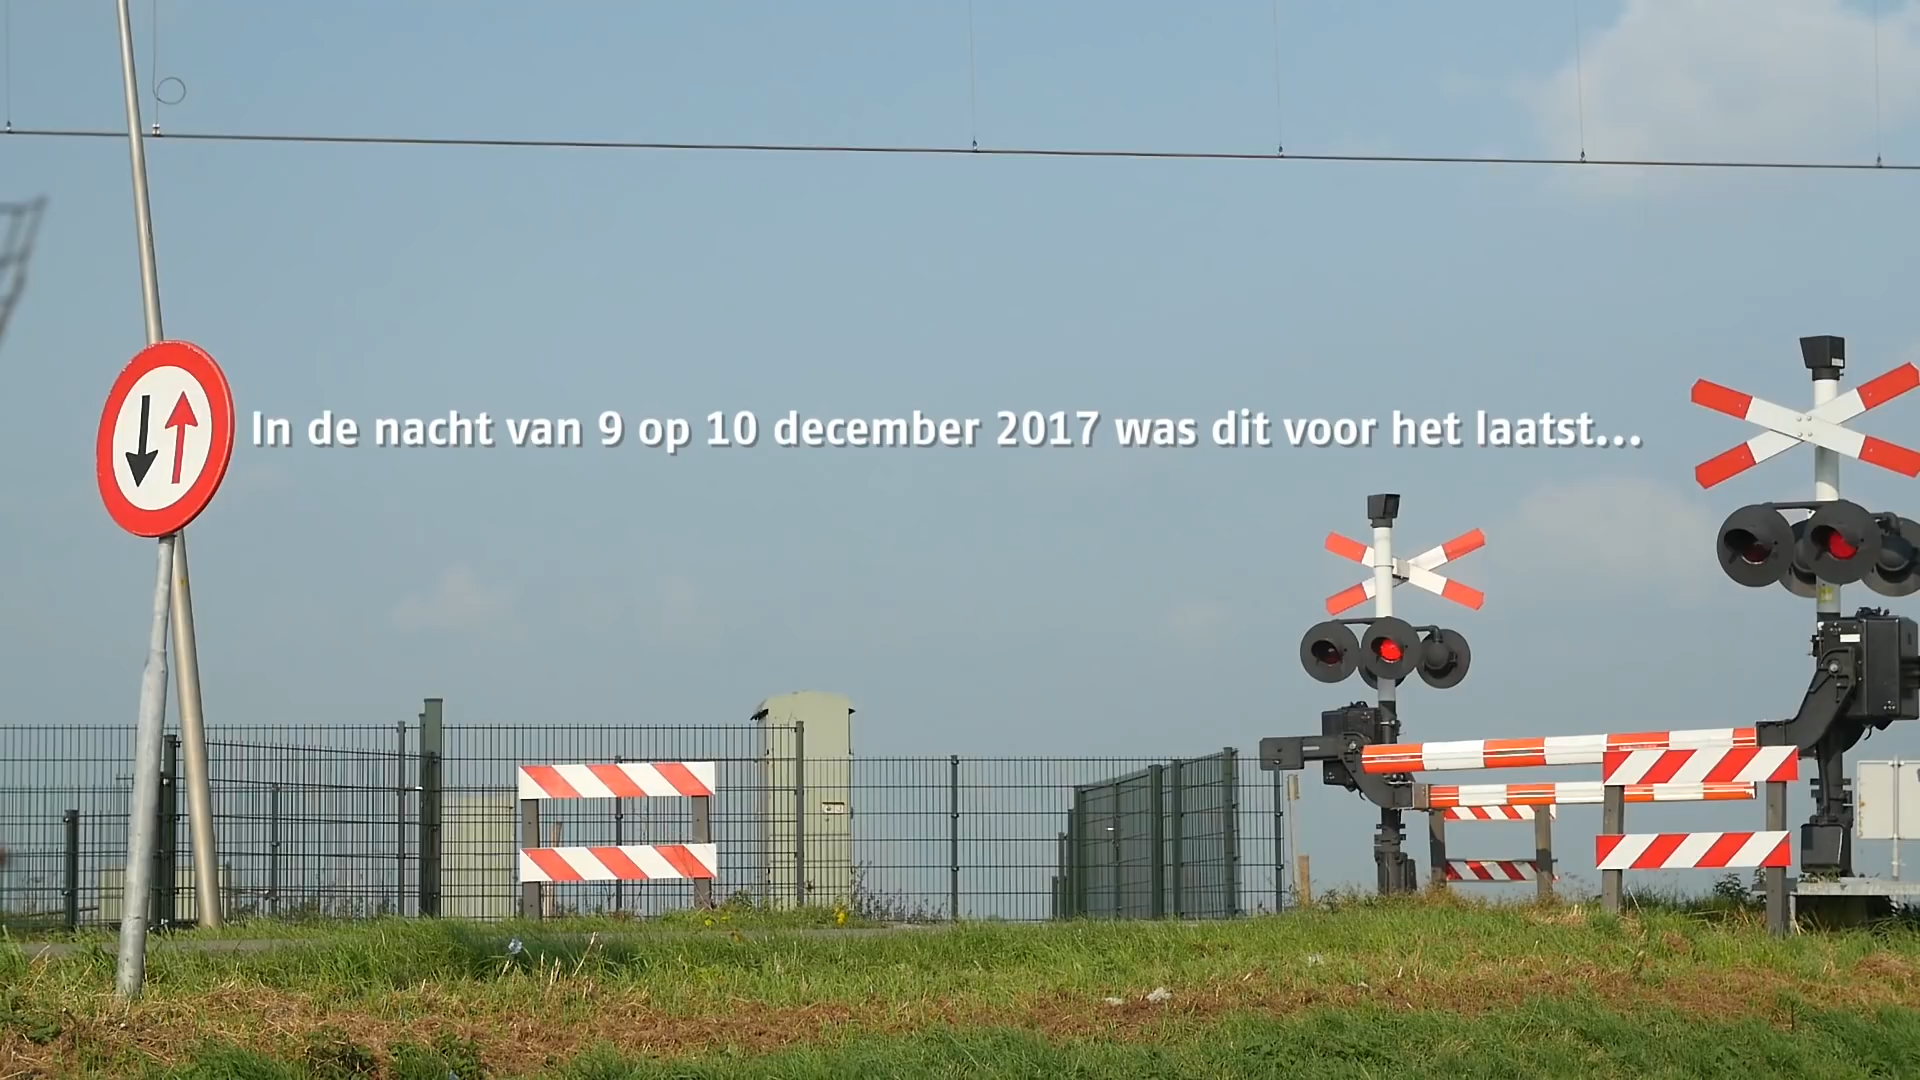 In de nacht van 9 op 10 december 2017 was dit voor het laatst...